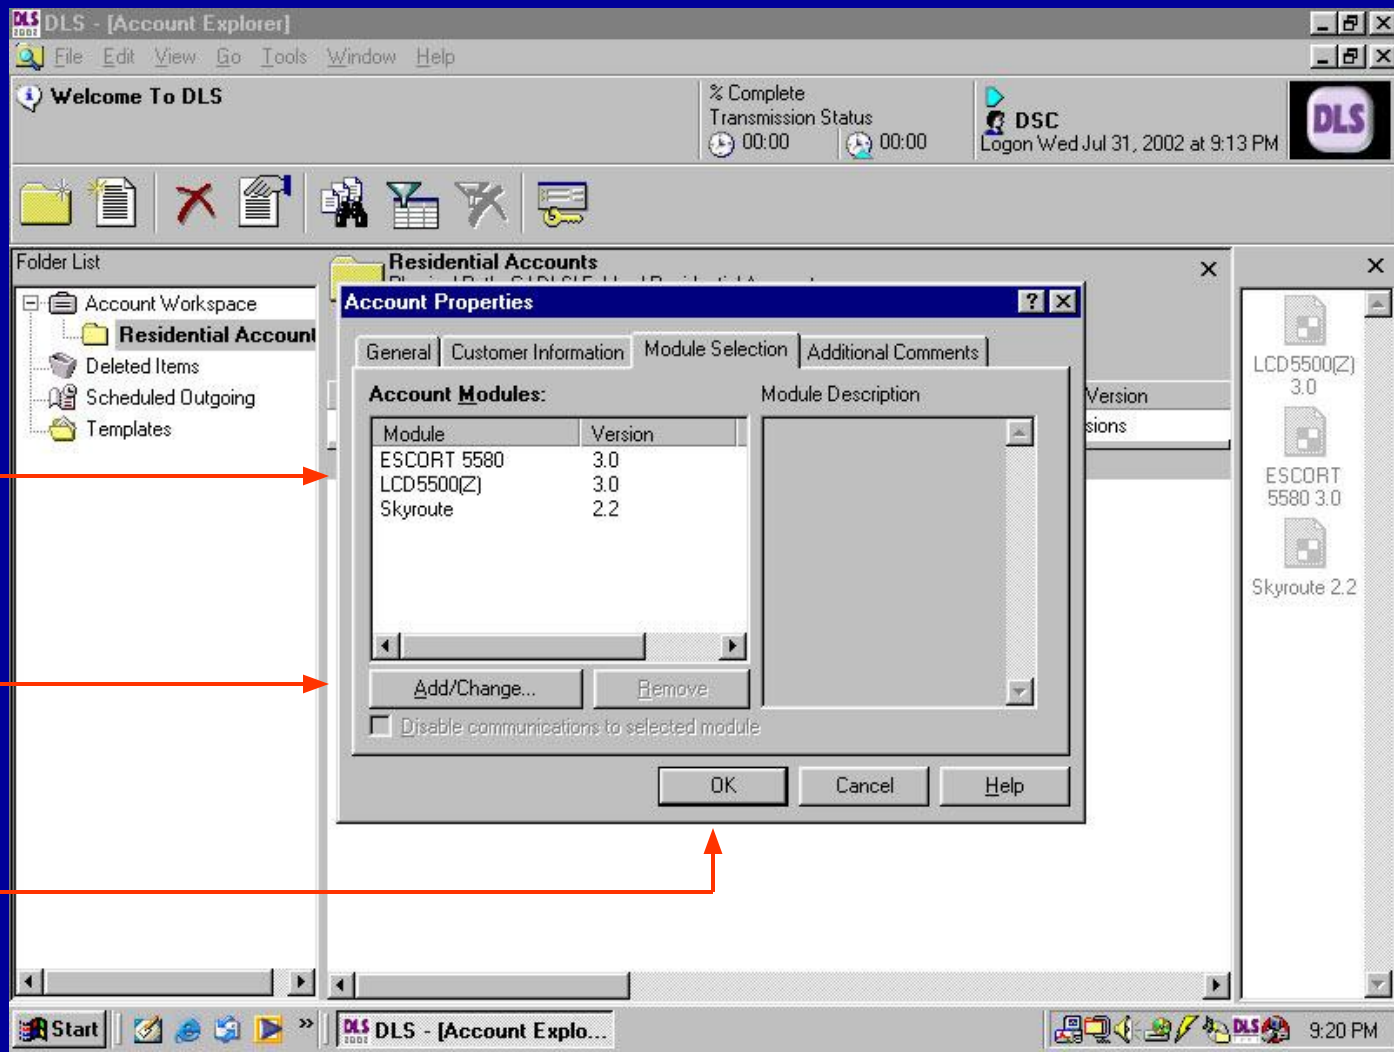 DLS - [Account Explorer]
File Edit View Go Tools Window Help
Welcome To DLS
% Complete
Transmission Status
00:00 00:00
DSC
Logon Wed Jul 31, 2002 at 9:13 PM
DLS
Folder List
Account Workspace
Residential Account
Deleted Items
Scheduled Outgoing
Templates
Residential Accounts
Account Properties
General Customer Information Module Selection Additional Comments
Account Modules:
Module Description
Module Version
ESCORT 5580 3.0
LCD5500(Z) 3.0
Skyroute 2.2
Add/Change... Remove
Disable communications to selected module
OK Cancel Help
Version
sions
LCD5500(Z)
3.0
ESCORT
5580 3.0
Skyroute 2.2
Start
DLS - [Account Explo...
DLS
9:20 PM